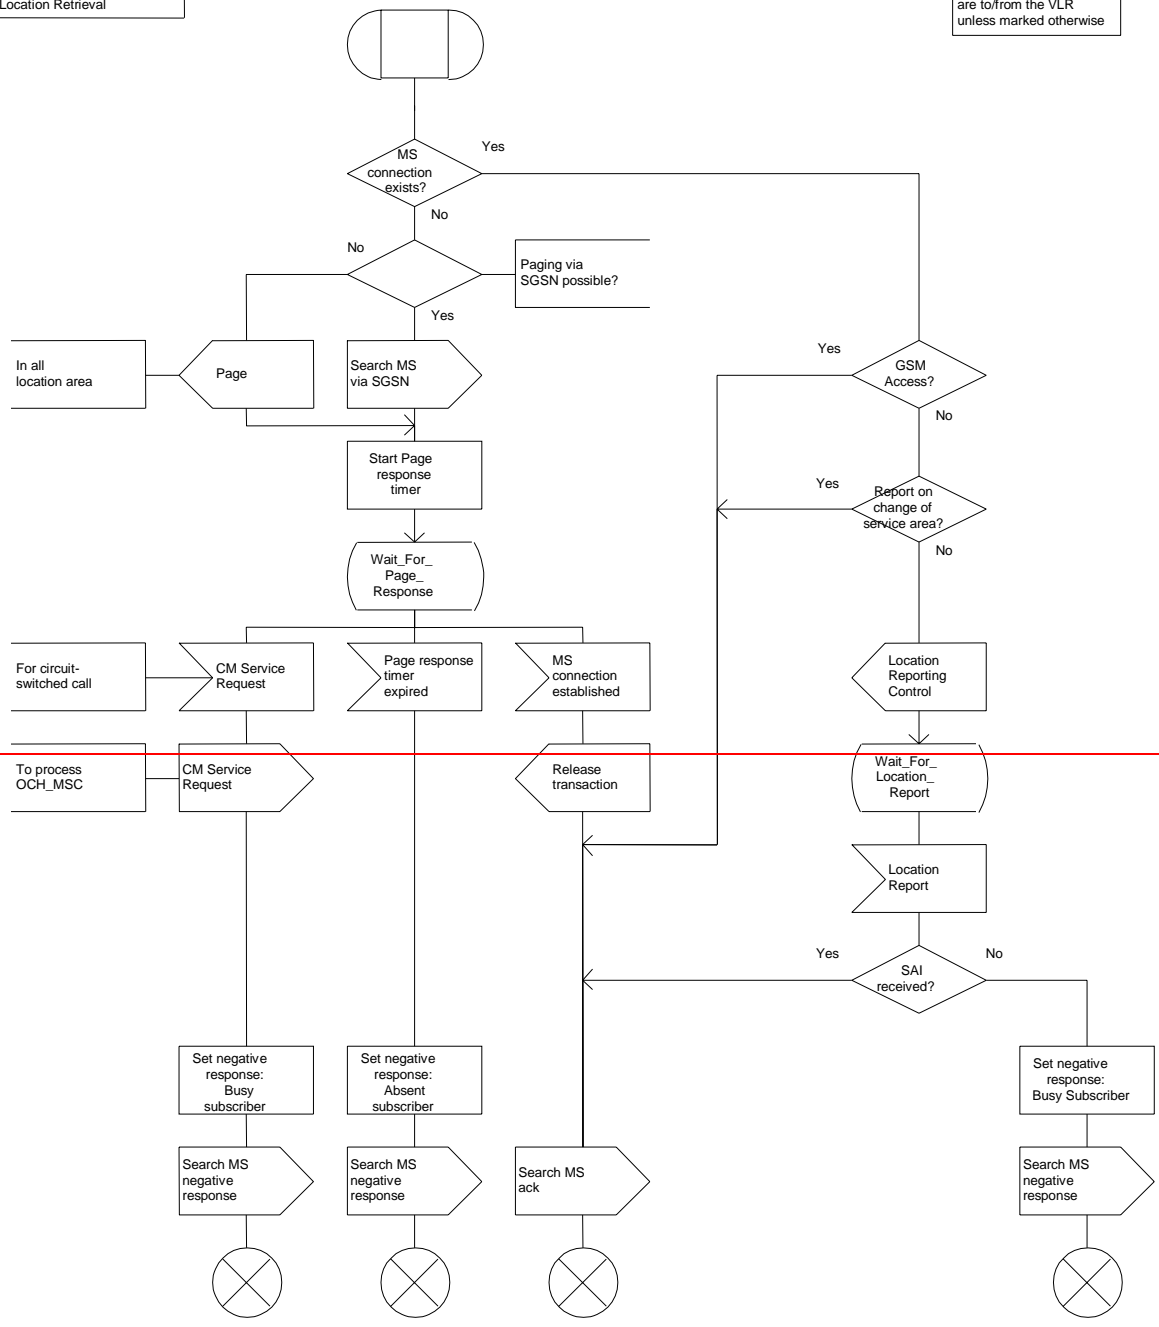 Location Retrieval
are to/from the VLR
unless marked otherwise
MS
connection
exists?
Yes
No
No
Paging via
SGSN possible?
Yes
In all
location area
Page
Search MS
via SGSN
Yes
GSM
Access?
No
Start Page
response
timer
Yes
Report on
change of
service area?
No
Wait_For_
Page_
Response
For circuit-
switched call
CM Service
Request
Page response
timer
expired
MS
connection
established
Location
Reporting
Control
To process
OCH_MSC
CM Service
Request
Release
transaction
Wait_For_
Location_
Report
Location
Report
Yes
SAI
received?
No
Set negative
response:
Busy
subscriber
Set negative
response:
Absent
subscriber
Set negative
response:
Busy Subscriber
Search MS
negative
response
Search MS
negative
response
Search MS
ack
Search MS
negative
response